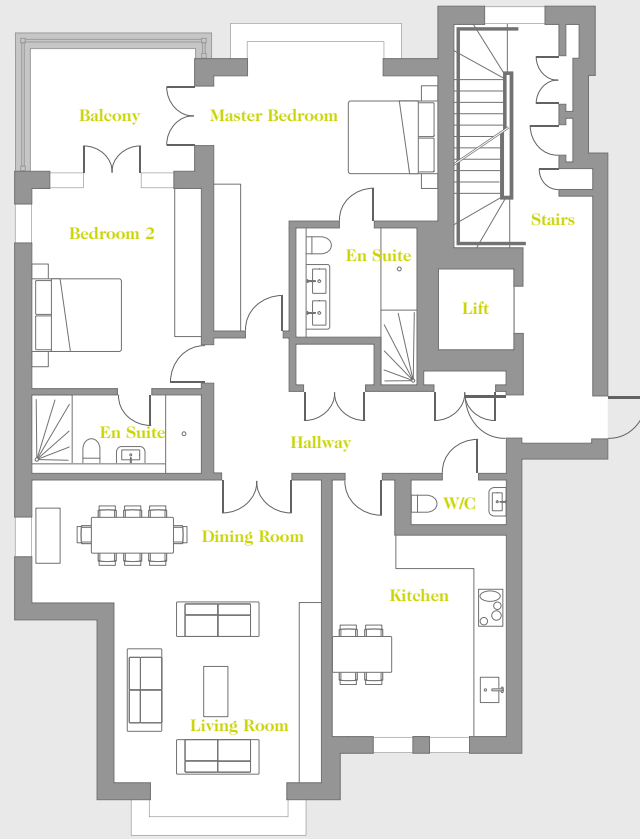 Balcony
Master Bedroom
Stairs
Bedroom 2
En Suite
Lift
En Suite
Hallway
W/C
Dining Room
Kitchen
Living Room